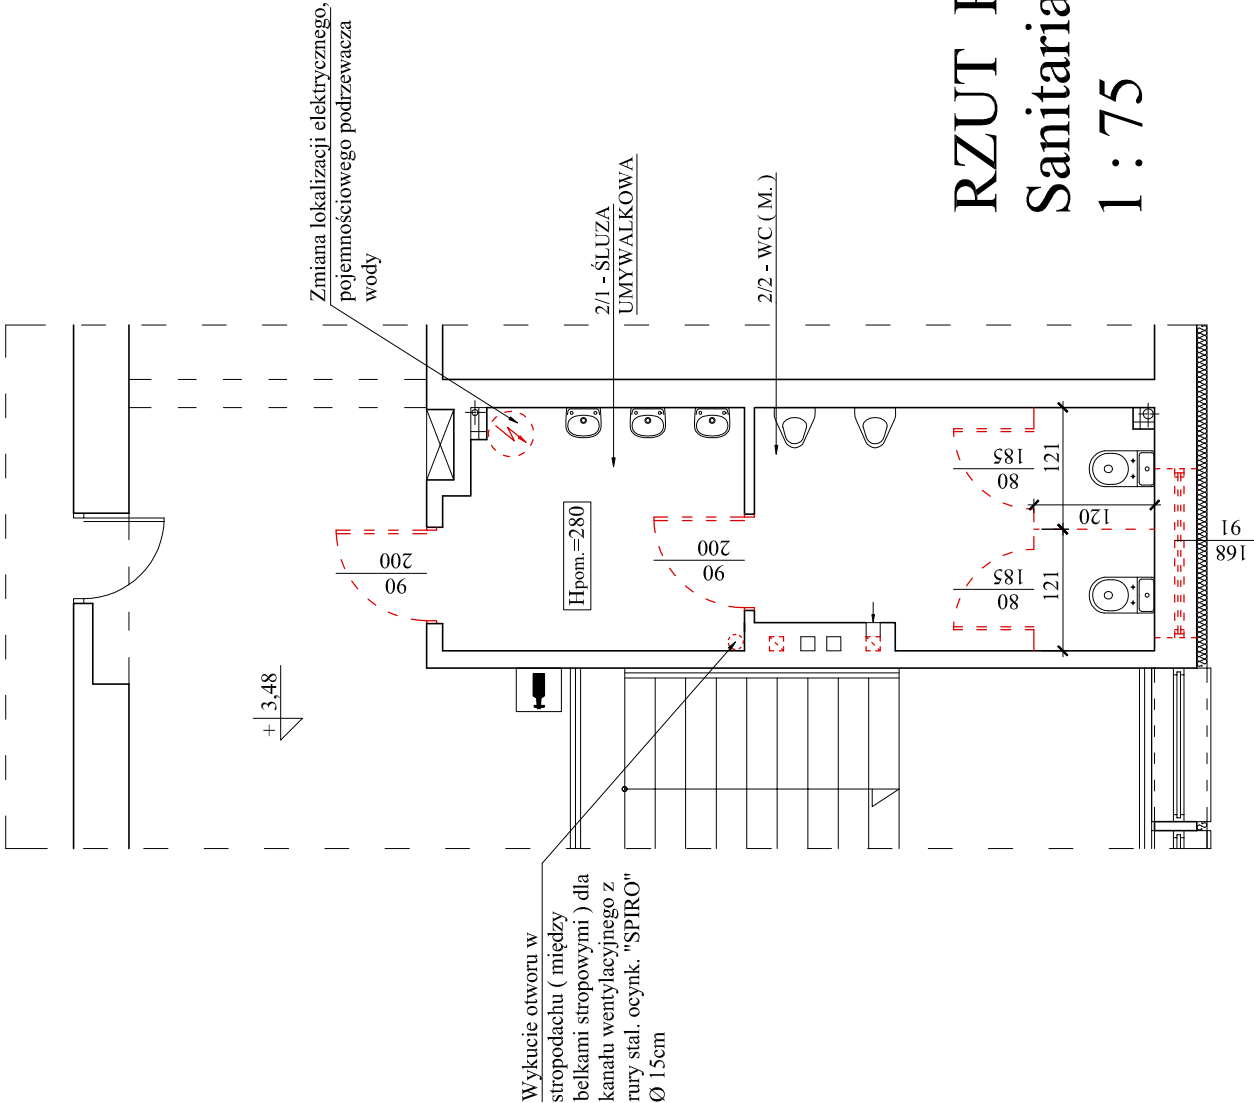 Zmiana lokalizacji elektrycznego,
pojemnościowego podrzewacza
wody
2/1 - ŚLUZA
UMYWALKOWA
2/2 - WC ( M. )
RZUT
Sanitaria
1 : 75
+ 3,48
90
200
Hpom.=280
90
200
80
185
80
185
121
121
120
168
91
Wykucie otworu w
stropodachu ( między
belkami stropowymi ) dla
kanału wentylacyjnego z
rury stal. ocynk. "SPIRO"
Ø 15cm